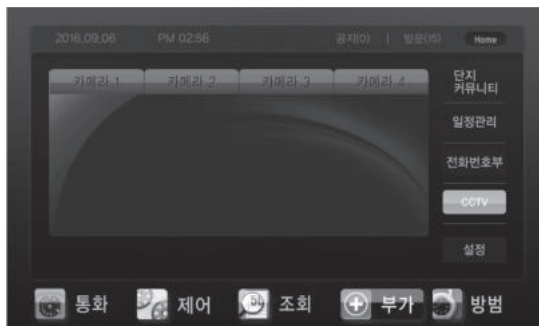 2016.09.06 PM 02:56 공지(0) | 방문(15) Home
카메라 1 카메라 2 카메라 3 카메라 4
단지
커뮤니티
일정관리
전화번호부
CCTV
설정
통화 제어 조회 부가 방범